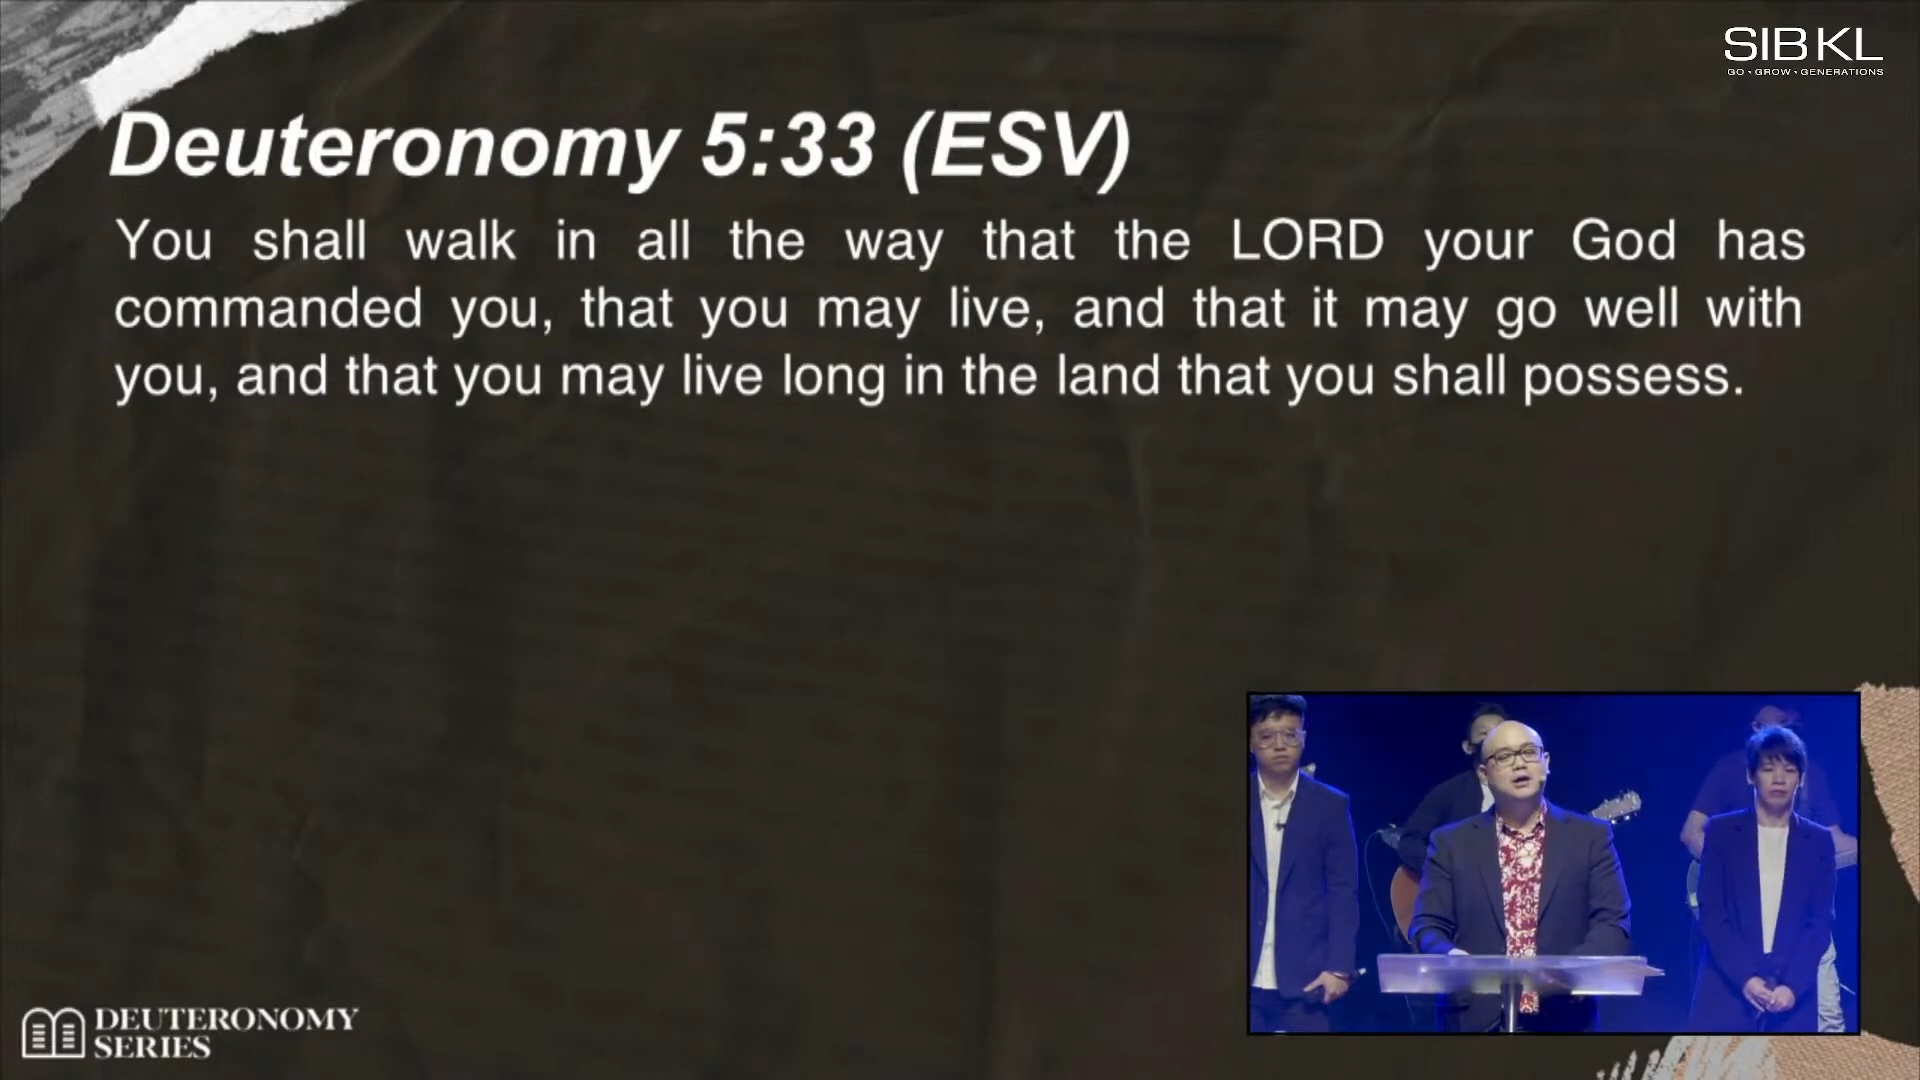 SIBKL
GO • GROW • GENERATIONS
Deuteronomy 5:33 (ESV)
You shall walk in all the way that the LORD your God has
commanded you, that you may live, and that it may go well with
you, and that you may live long in the land that you shall possess.
DEUTERONOMY
SERIES